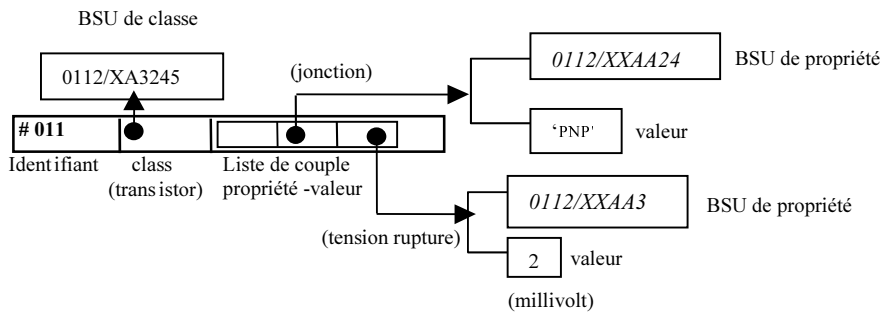 BSU de classe
0112/XA3245
(jonction)
0112/XXAA24
BSU de propriété
‘PNP'
valeur
# 011
Identifiant
class
(transistor)
Liste de couple
propriété -valeur
0112/XXAA3
BSU de propriété
(tension rupture)
2
valeur
(millivolt)